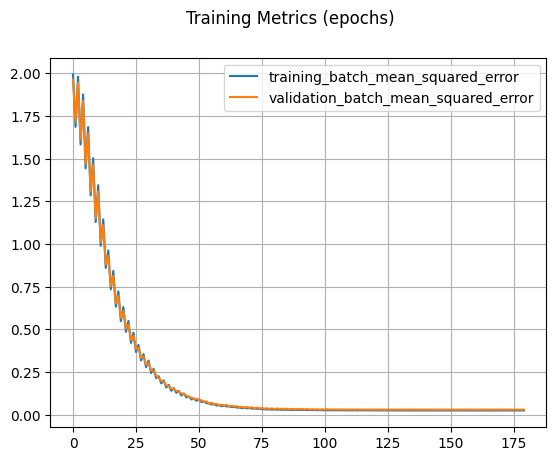 Training Metrics (epochs)
training_batch_mean_squared_error
validation_batch_mean_squared_error
2.00
1.75
1.50
1.25
1.00
0.75
0.50
0.25
0.00
0 25 50 75 100 125 150 175